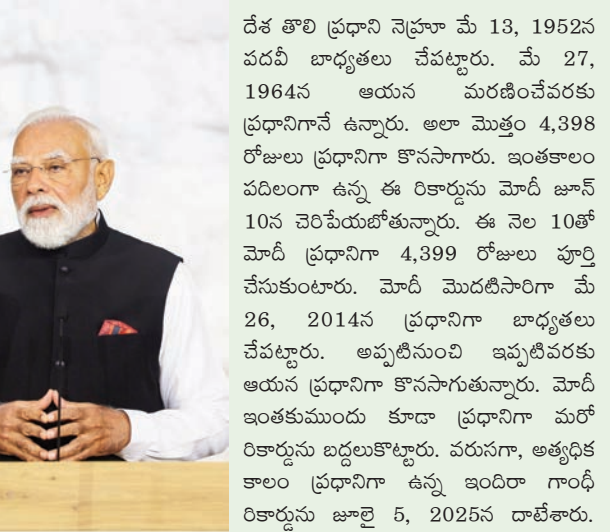 దేశ తొలి ప్రధాని నెహ్రూ మే 13, 1952న
పదవీ బాధ్యతలు చేపట్టారు. మే 27,
1964న ఆయన మరణించేవరకు
ప్రధానిగానే ఉన్నారు. అలా మొత్తం 4,398
రోజులు ప్రధానిగా కొనసాగారు. ఇంతకాలం
పదిలంగా ఉన్న ఈ రికార్డును మోదీ జూన్
10న చెరిపేయబోతున్నారు. ఈ నెల 10తో
మోదీ ప్రధానిగా 4,399 రోజులు పూర్తి
చేసుకుంటారు. మోదీ మొదటిసారిగా మే
26, 2014న ప్రధానిగా బాధ్యతలు
చేపట్టారు. అప్పటినుంచి ఇప్పటివరకు
ఆయన ప్రధానిగా కొనసాగుతున్నారు. మోదీ
ఇంతకుముందు కూడా ప్రధానిగా మరో
రికార్డును బద్దలుకొట్టారు. వరుసగా, అత్యధిక
కాలం ప్రధానిగా ఉన్న ఇందిరా గాంధీ
రికార్డును జూలై 5, 2025న దాటేశారు.